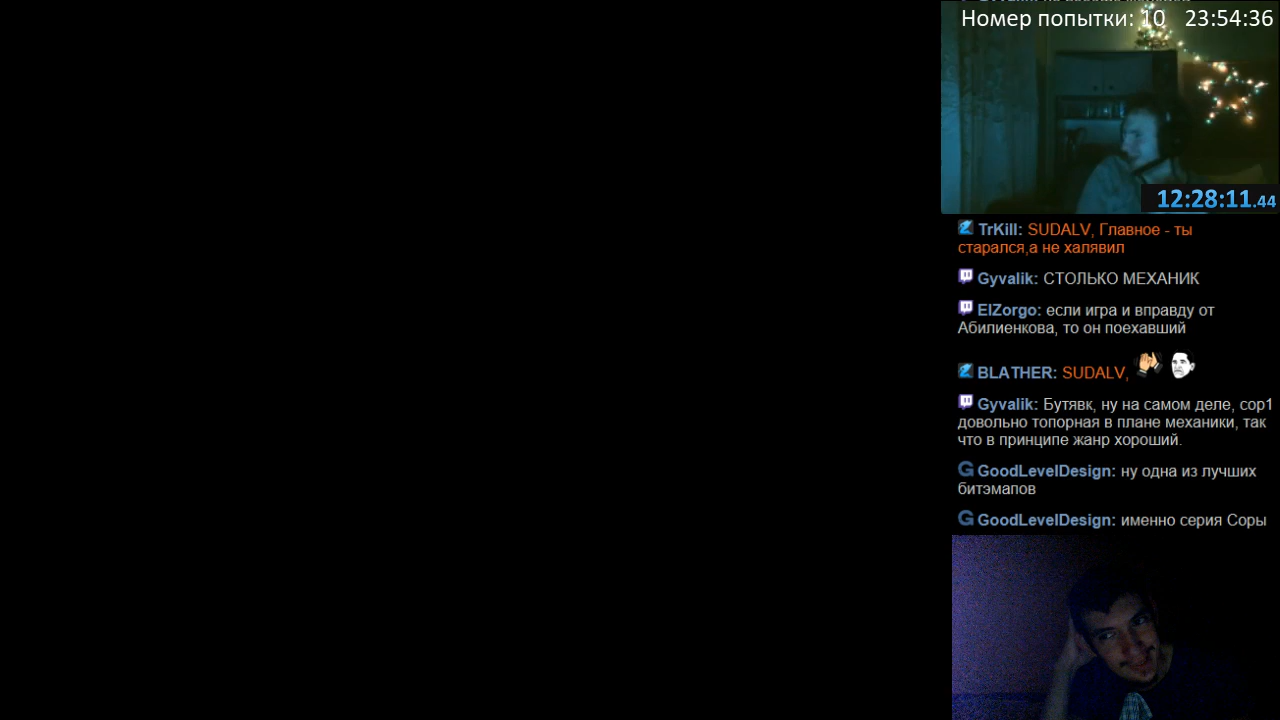 Номер попытки: 10 23:54:36
12:28:11.44
TrKill: SUDALV, Главное - ты
старался,а не халявил
Gyvalik: СТОЛЬКО МЕХАНИК
ElZorgo: если игра и вправду от
Абилиенкова, то он поехавший
BLATHER: SUDALV,
Gyvalik: Бутявк, ну на самом деле, сор1
довольно топорная в плане механики, так
что в принципе жанр хороший.
GoodLevelDesign: ну одна из лучших
битэмапов
GoodLevelDesign: именно серия Соры